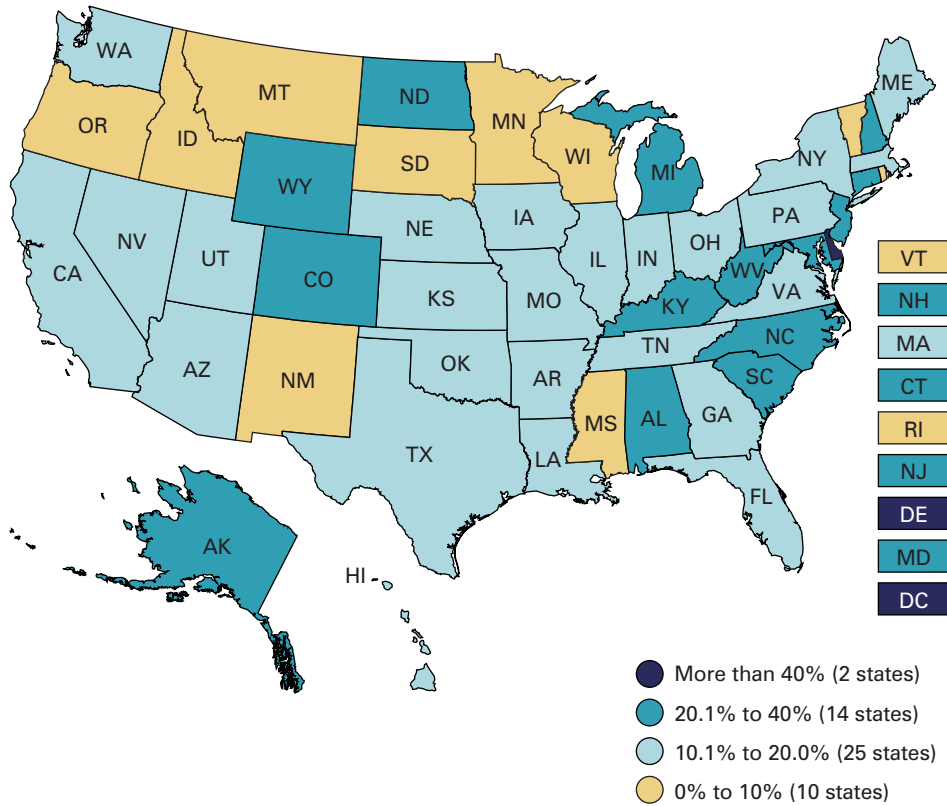 WA
ME
MT
ND
OR
MN
ID
NY
WI
SD
MI
WY
PA
IA
NE
OH
NV
IL
IN
UT
WV
CA
CO
VA
KS
MO
KY
NC
TN
OK
AZ
SC
AR
NM
GA
MS
AL
TX
LA
FL
AK
HI
VT
NH
MA
CT
RI
NJ
DE
MD
DC
More than 40% (2 states)
20.1% to 40% (14 states)
10.1% to 20.0% (25 states)
0% to 10% (10 states)